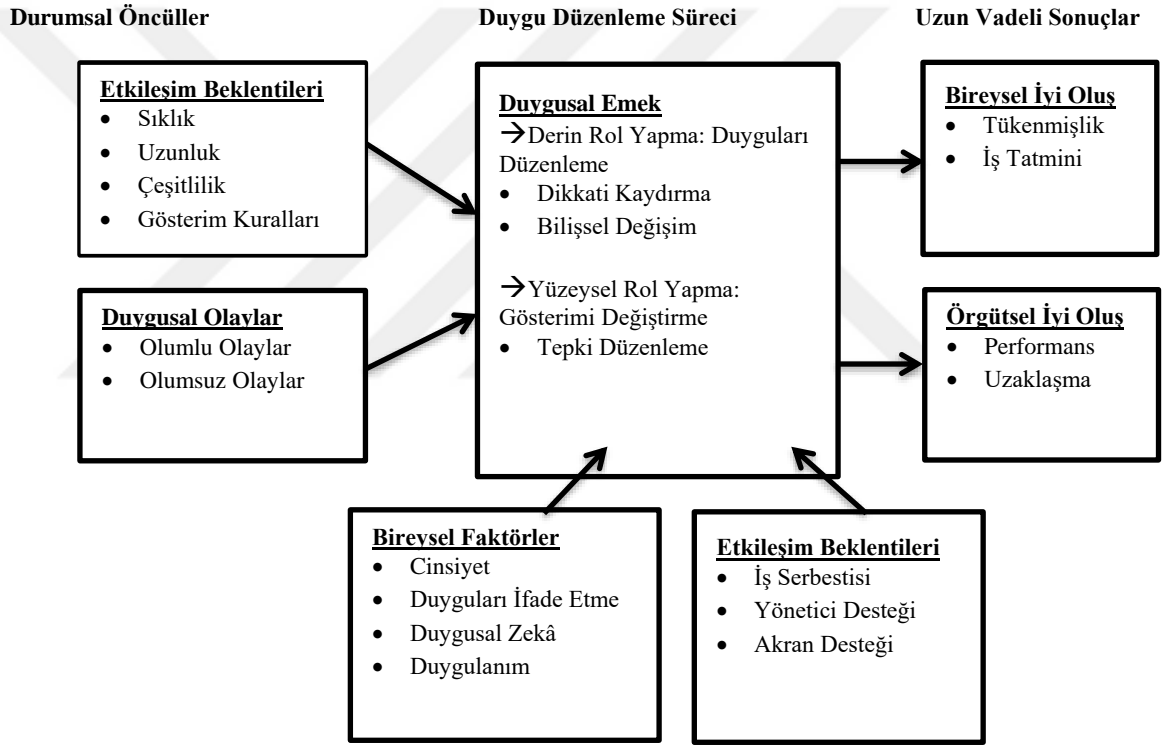 Durumsal Öncüller
Duygu Düzenleme Süreci
Uzun Vadeli Sonuçlar
Etkileşim Beklentileri
• Sıklık
• Uzunluk
• Çeşitlilik
• Gösterim Kuralları
Duygusal Olaylar
• Olumlu Olaylar
• Olumsuz Olaylar
Duygusal Emek
→Derin Rol Yapma: Duyguları
Düzenleme
• Dikkati Kaydırma
• Bilişsel Değişim
→Yüzeysel Rol Yapma:
Gösterimi Değiştirme
• Tepki Düzenleme
Bireysel İyi Oluş
• Tükenmişlik
• İş Tatmini
Örgütsel İyi Oluş
• Performans
• Uzaklaşma
Bireysel Faktörler
• Cinsiyet
• Duyguları İfade Etme
• Duygusal Zekâ
• Duygulanım
Etkileşim Beklentileri
• İş Serbestisi
• Yönetici Desteği
• Akran Desteği